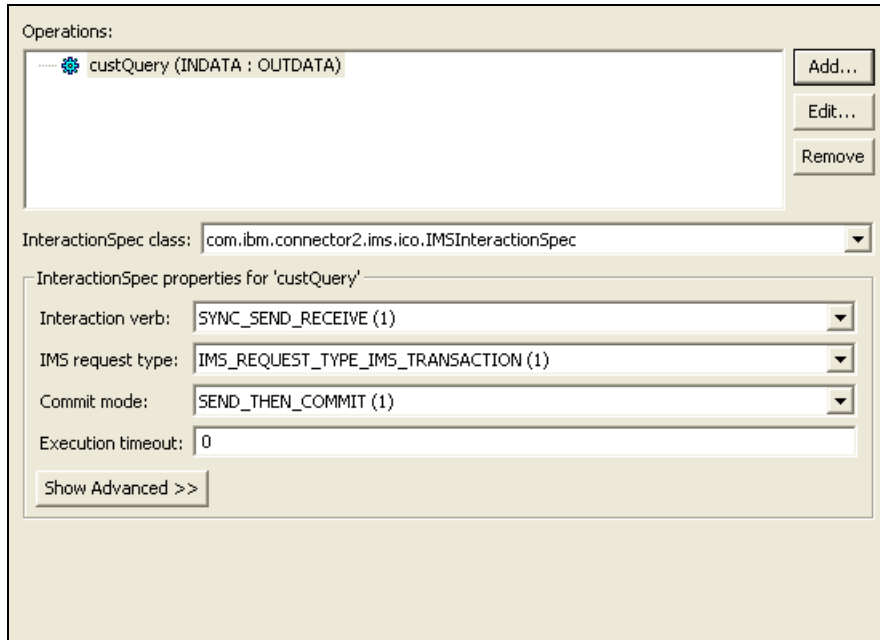 Operations:
custQuery (INDATA : OUTDATA)
Add...
Edit...
Remove
InteractionSpec class: com.ibm.connector2.ims.ico.IMSInteractionSpec
InteractionSpec properties for 'custQuery'
Interaction verb: SYNC_SEND_RECEIVE (1)
IMS request type: IMS_REQUEST_TYPE_IMS_TRANSACTION (1)
Commit mode: SEND_THEN_COMMIT (1)
Execution timeout: 0
Show Advanced >>